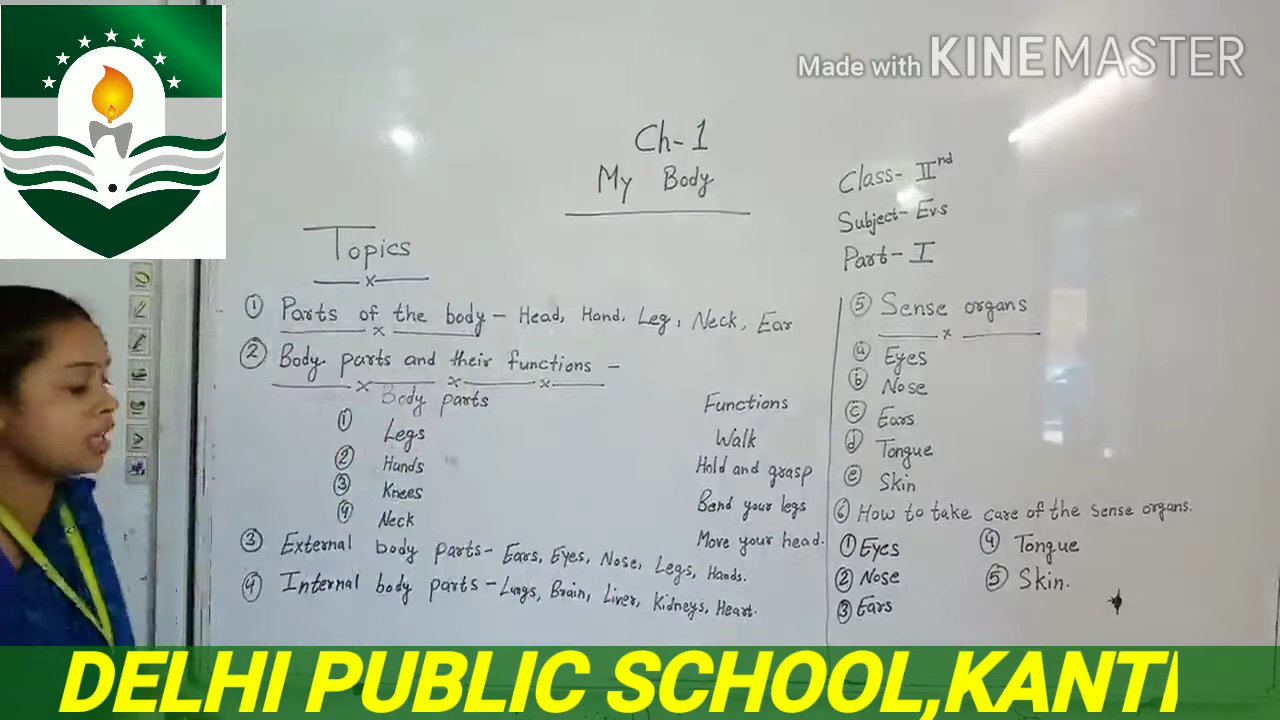 Made with KINEMASTER
Ch-1
My Body
Class- IInd
Subject- Evs
Part- I
Topics
① Parts of the body - Head, Hand, Leg, Neck, Ear
② Body parts and their functions -
Body parts Functions
① Legs Walk
② Hands Hold and grasp
③ Knees Bend your legs
④ Neck Move your head.
③ External body parts- Ears, Eyes, Nose, Legs, Hands.
④ Internal body parts - Lungs, Brain, Liver, Kidneys, Heart.
⑤ Sense organs
ⓐ Eyes
ⓑ Nose
ⓒ Ears
ⓓ Tongue
ⓔ Skin
⑥ How to take care of the sense organs.
① Eyes ④ Tongue
② Nose ⑤ Skin.
③ Ears
DELHI PUBLIC SCHOOL,KANTI